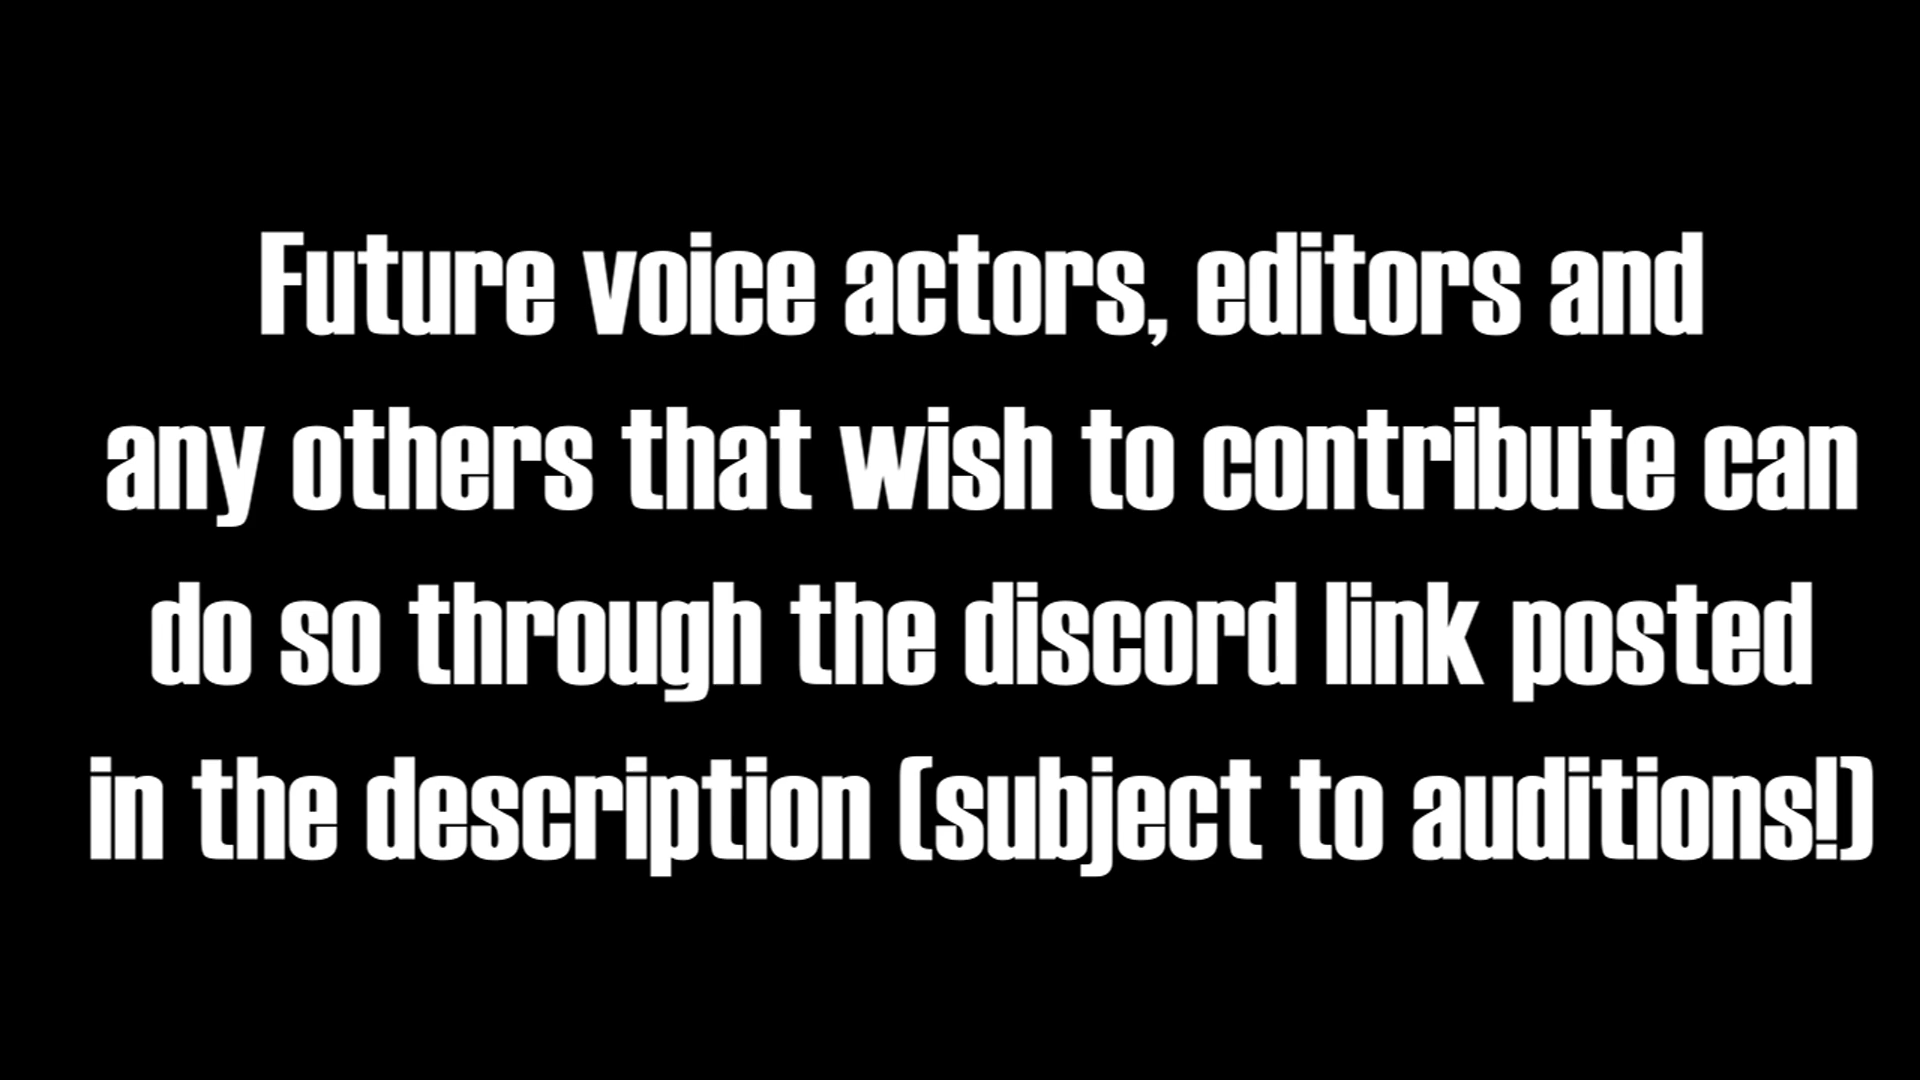 Future voice actors, editors and
any others that wish to contribute can
do so through the discord link posted
in the description (subject to auditions!)